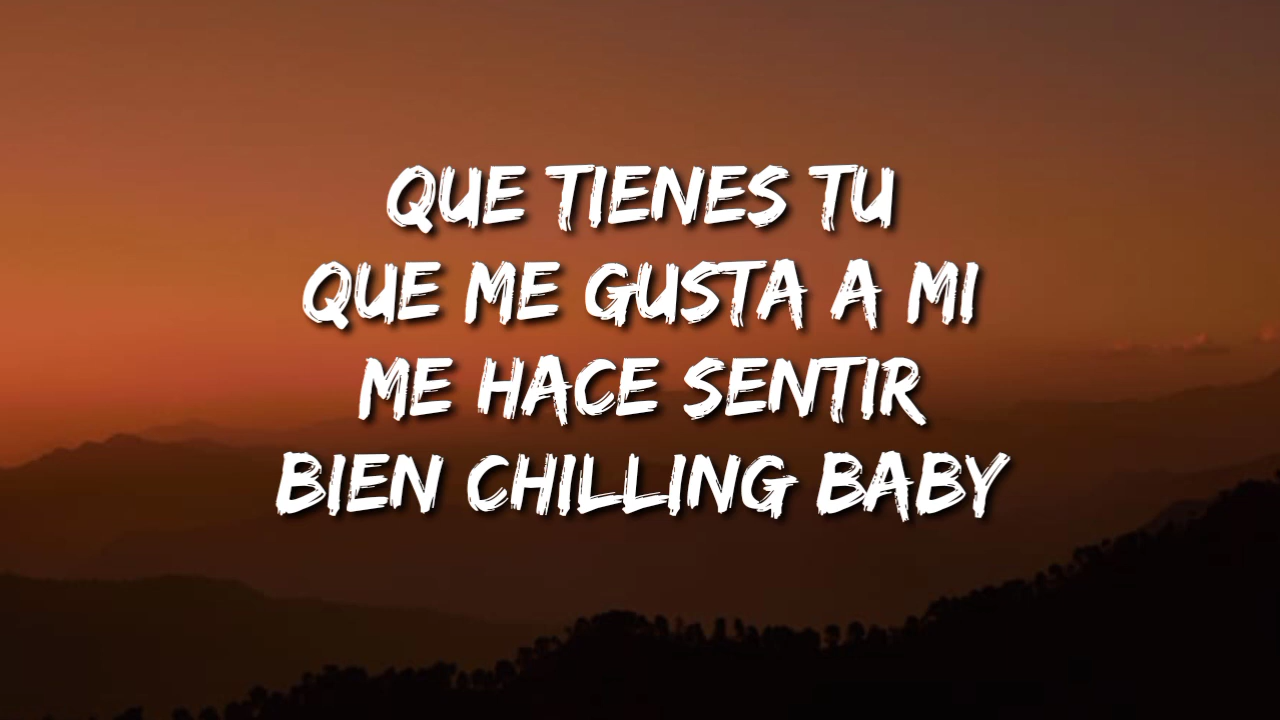 QUE TIENES TU
QUE ME GUSTA A MI
ME HACE SENTIR
BIEN CHILLING BABY